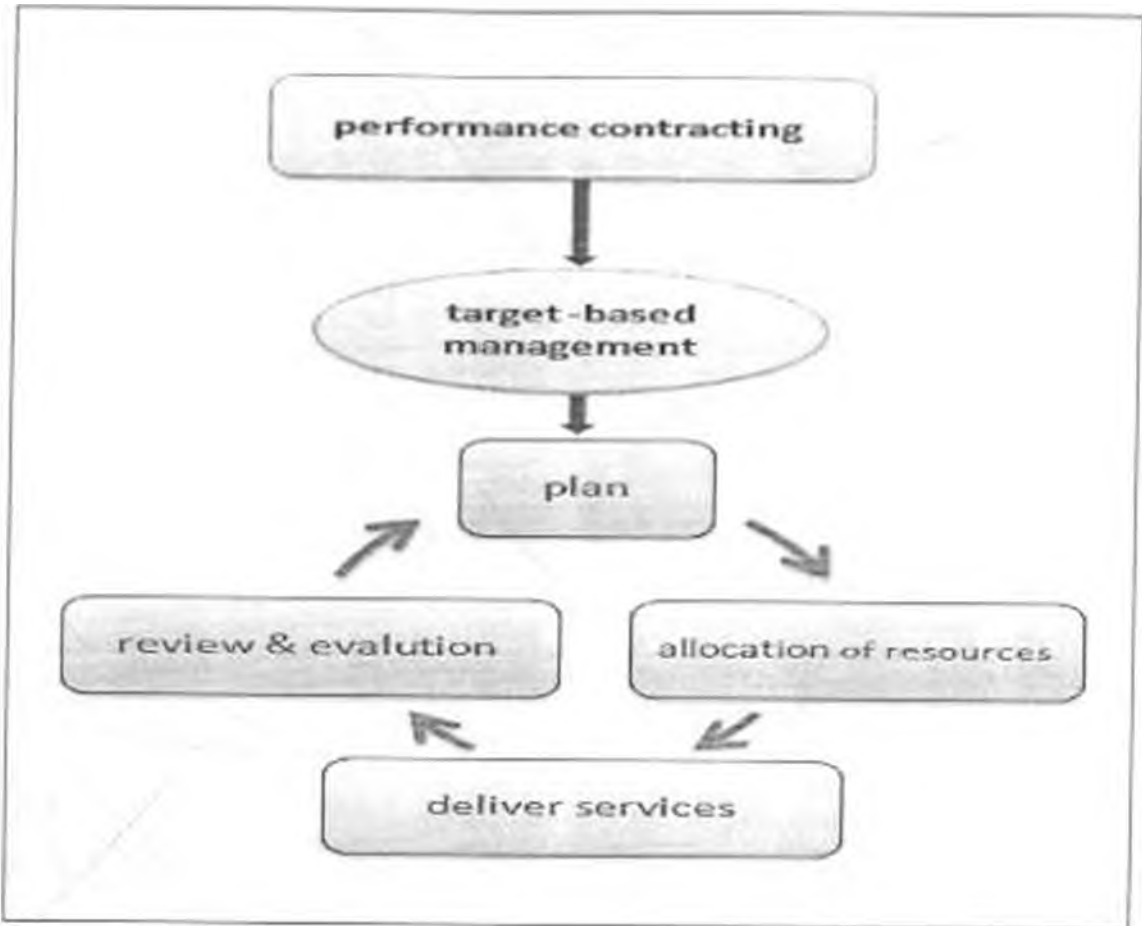 performance contracting
target-based
management
plan
review & evalution
allocation of resources
deliver services